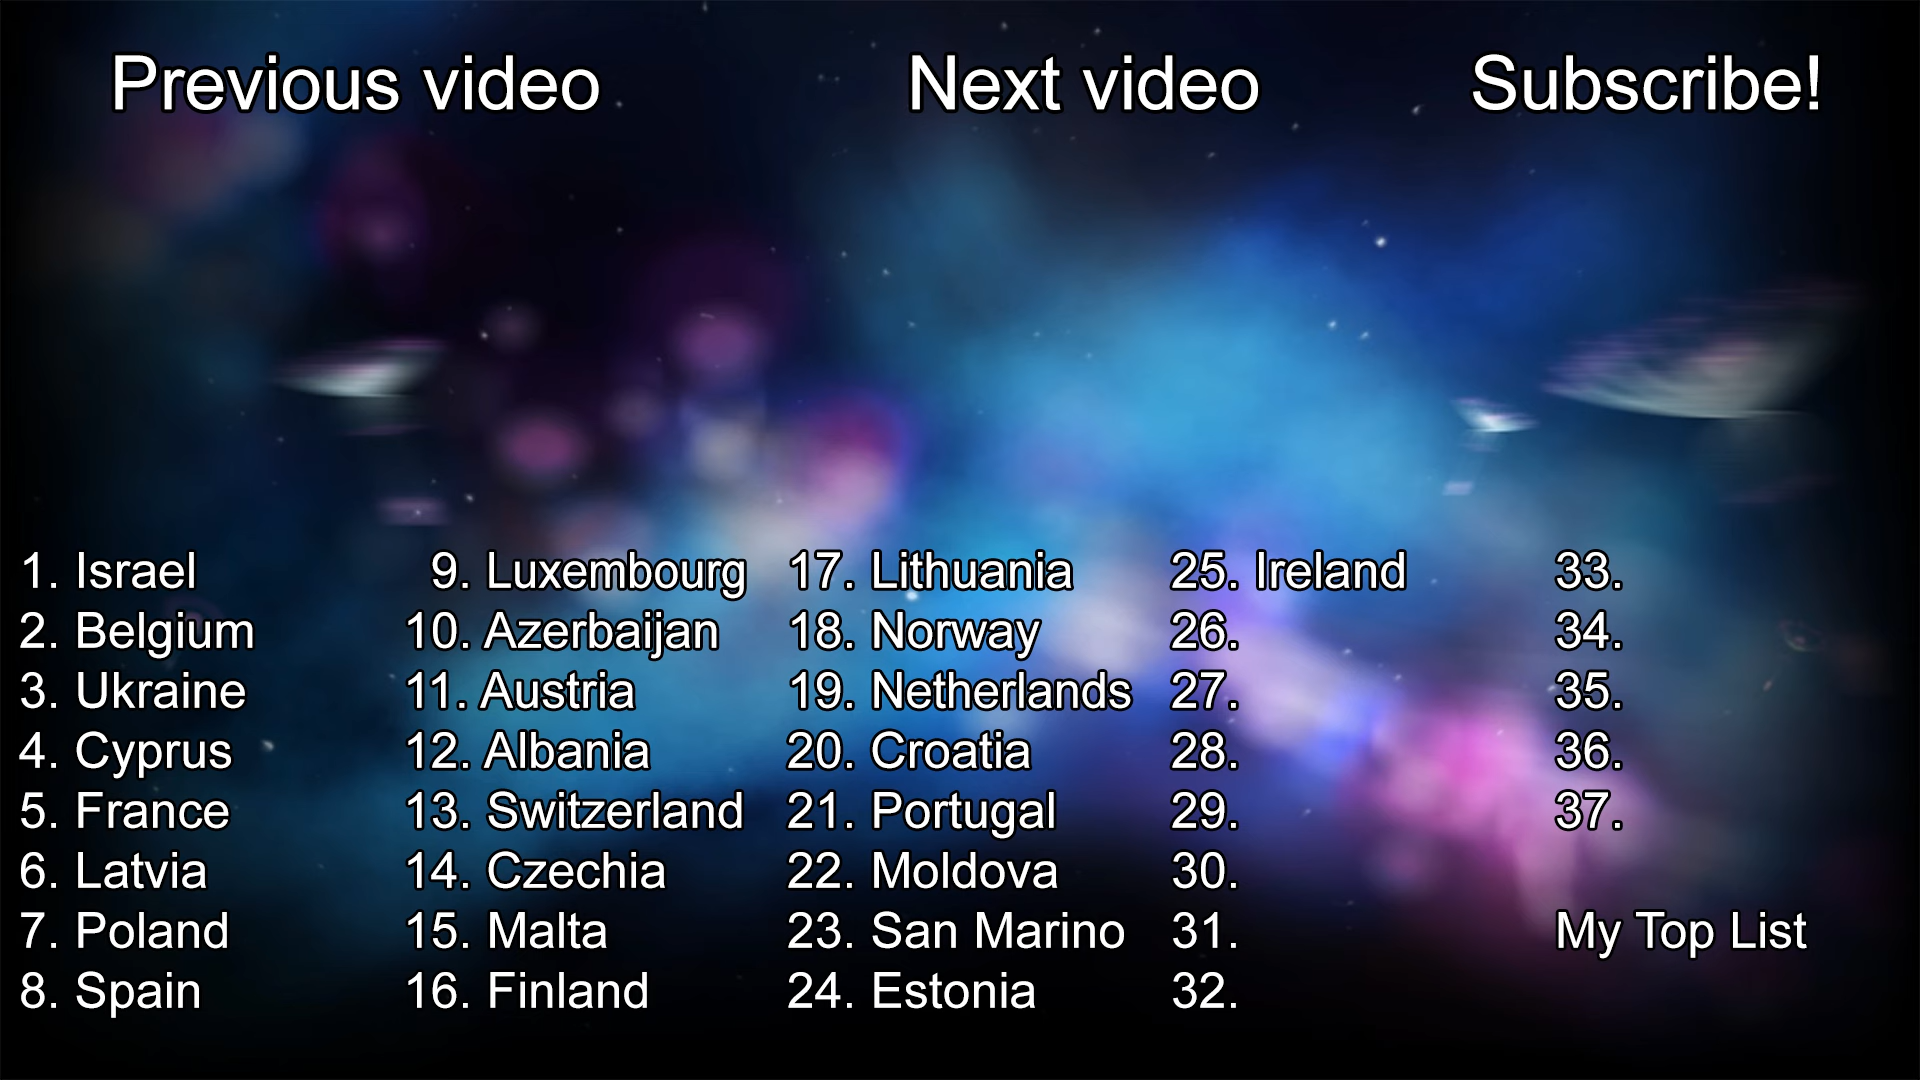 Previous video
Next video
Subscribe!
1. Israel
2. Belgium
3. Ukraine
4. Cyprus
5. France
6. Latvia
7. Poland
8. Spain
9. Luxembourg
10. Azerbaijan
11. Austria
12. Albania
13. Switzerland
14. Czechia
15. Malta
16. Finland
17. Lithuania
18. Norway
19. Netherlands
20. Croatia
21. Portugal
22. Moldova
23. San Marino
24. Estonia
25. Ireland
26.
27.
28.
29.
30.
31.
32.
33.
34.
35.
36.
37.
My Top List